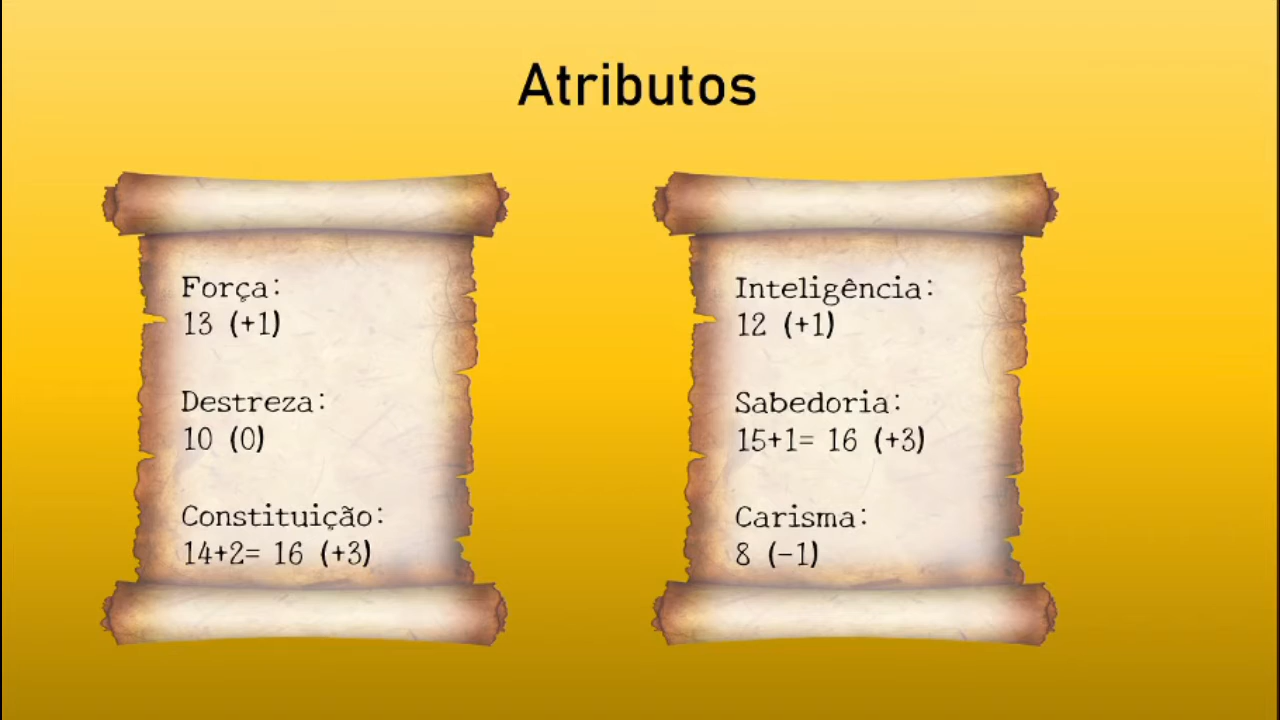 Atributos
Força:
13 (+1)
Destreza:
10 (0)
Constituição:
14+2= 16 (+3)
Inteligência:
12 (+1)
Sabedoria:
15+1= 16 (+3)
Carisma:
8 (-1)